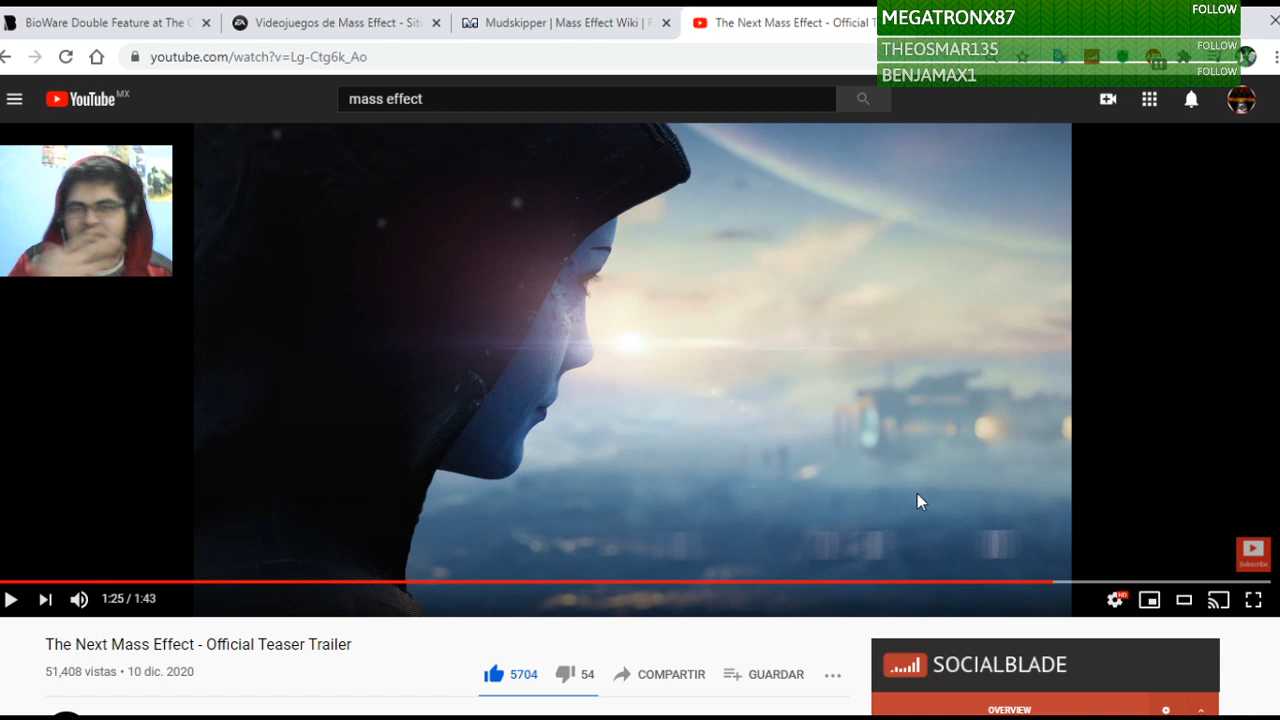 BioWare Double Feature at The G
Videojuegos de Mass Effect - Siti
Mudskipper | Mass Effect Wiki | F
The Next Mass Effect - Official T
MEGATRONX87
FOLLOW
THEOSMAR135
FOLLOW
BENJAMAX1
FOLLOW
youtube.com/watch?v=Lg-Ctg6k_Ao
11
YouTube MX
mass effect
Subscribe
1:25 / 1:43
HD
The Next Mass Effect - Official Teaser Trailer
51,408 vistas • 10 dic. 2020
5704
54
COMPARTIR
GUARDAR
SOCIALBLADE
OVERVIEW